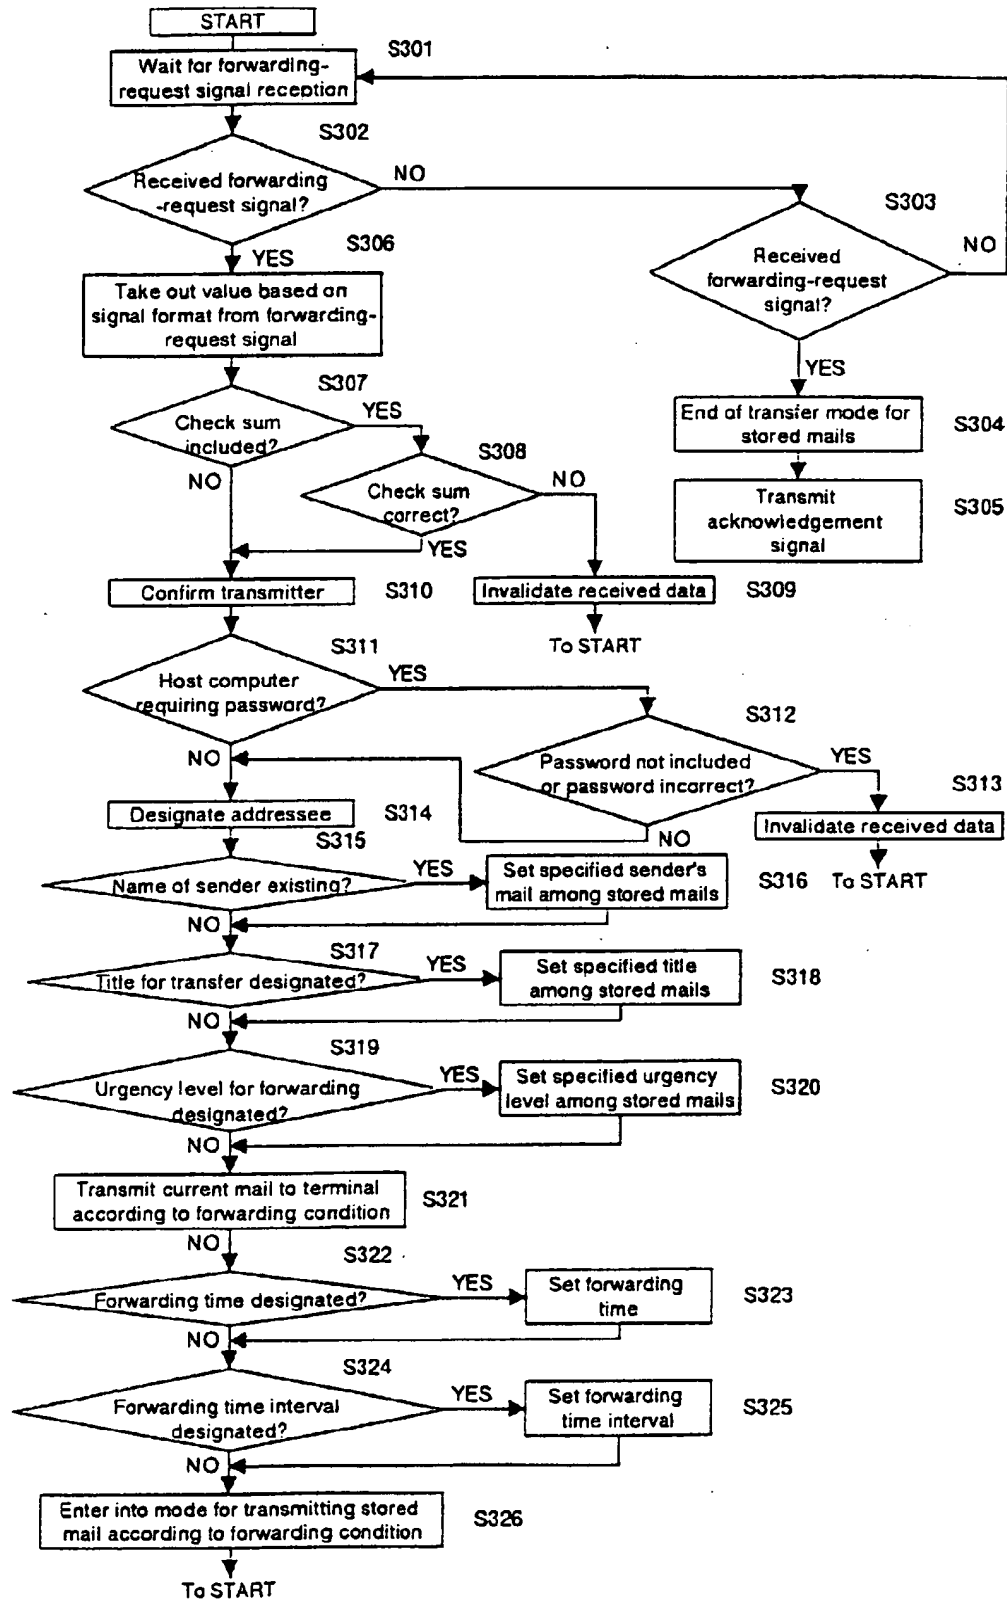 START
S301
Wait for forwarding-
request signal reception
S302
Received forwarding
-request signal?
NO
S303
Received
forwarding-request
signal?
NO
YES
S306
YES
Take out value based on
signal format from forwarding-
request signal
End of transfer mode for
stored mails
S304
Transmit
acknowledgement
signal
S305
S307
Check sum
included?
YES
NO
S308
Check sum
correct?
NO
YES
Confirm transmitter
S310
Invalidate received data
S309
To START
S311
Host computer
requiring password?
YES
NO
S312
Password not included
or password incorrect?
YES
NO
S313
Invalidate received data
To START
Designate addressee
S314
S315
Name of sender existing?
YES
Set specified sender's
mail among stored mails
S316
NO
S317
Title for transfer designated?
YES
Set specified title
among stored mails
S318
NO
S319
Urgency level for forwarding
designated?
YES
Set specified urgency
level among stored mails
S320
NO
Transmit current mail to terminal
according to forwarding condition
S321
NO
S322
Forwarding time designated?
YES
Set forwarding
time
S323
NO
S324
Forwarding time interval
designated?
YES
Set forwarding
time interval
S325
NO
Enter into mode for transmitting stored
mail according to forwarding condition
S326
To START